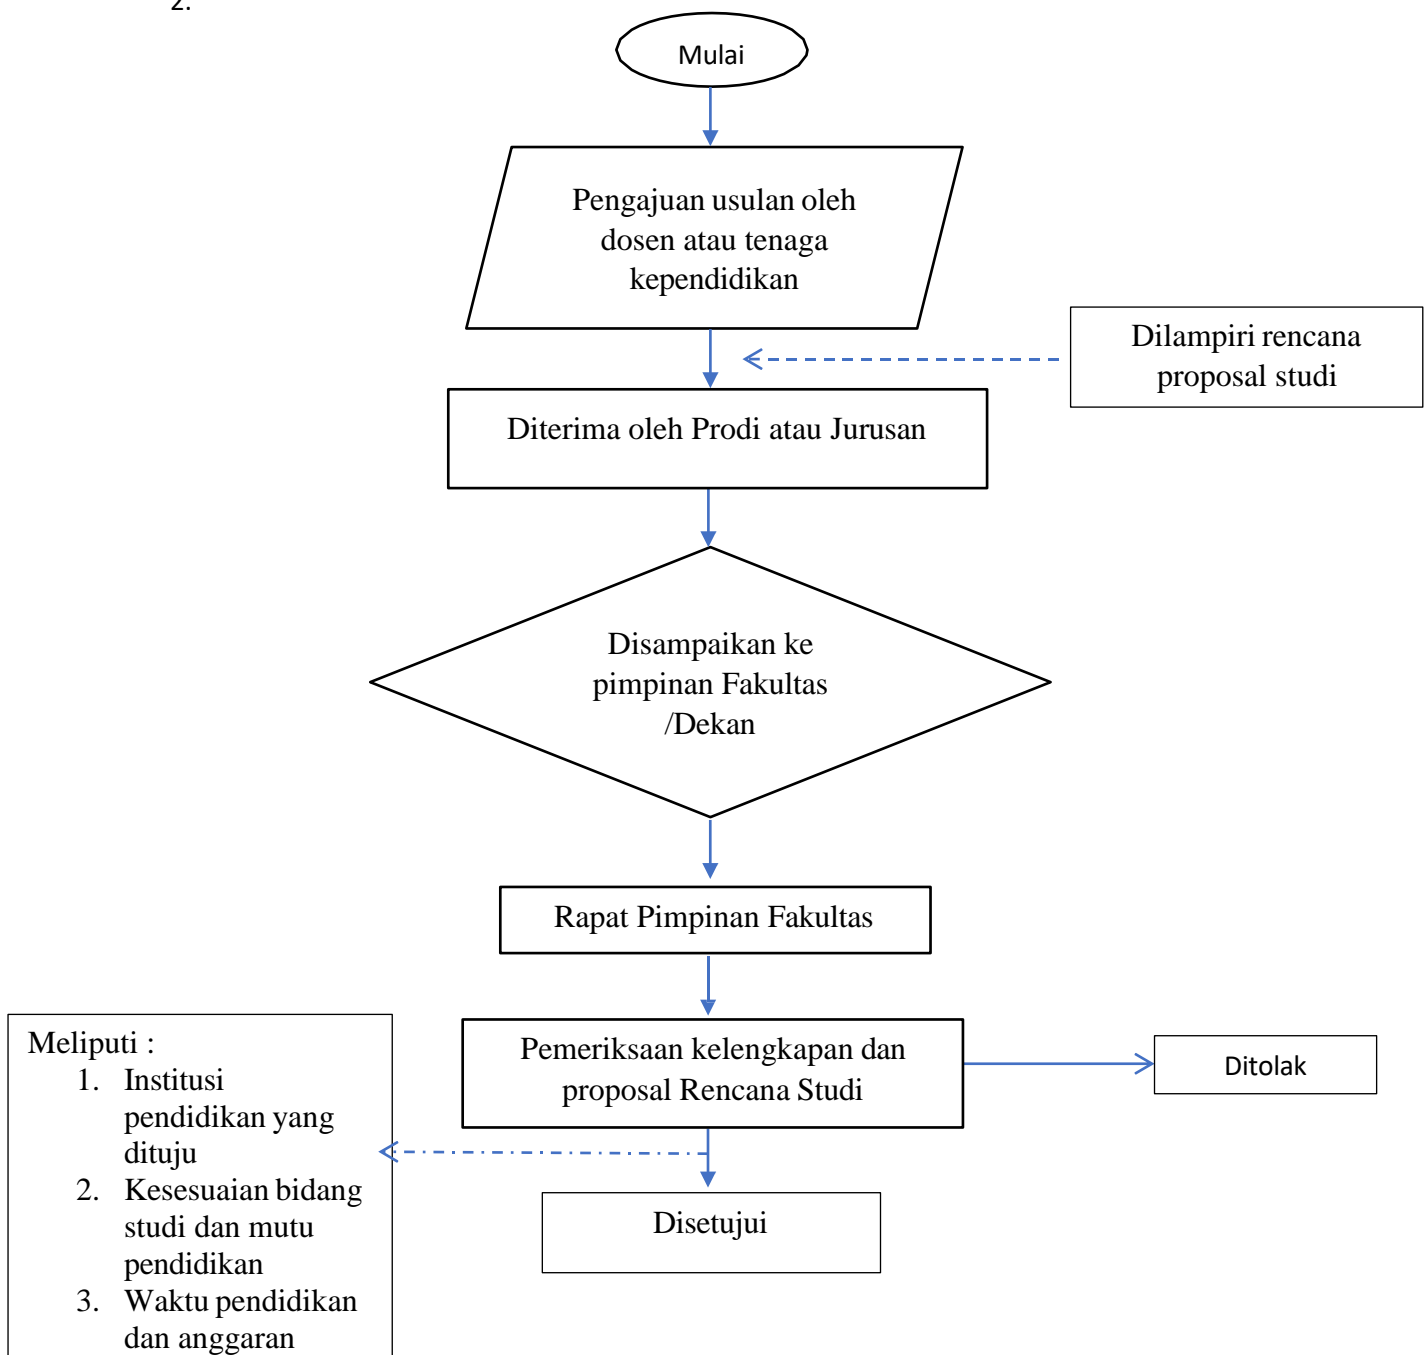 2.
Mulai
Pengajuan usulan oleh
dosen atau tenaga
kependidikan
Dilampiri rencana
proposal studi
Diterima oleh Prodi atau Jurusan
Disampaikan ke
pimpinan Fakultas
/Dekan
Rapat Pimpinan Fakultas
Pemeriksaan kelengkapan dan
proposal Rencana Studi
Ditolak
Meliputi :
1. Institusi
pendidikan yang
dituju
2. Kesesuaian bidang
studi dan mutu
pendidikan
3. Waktu pendidikan
dan anggaran
Disetujui